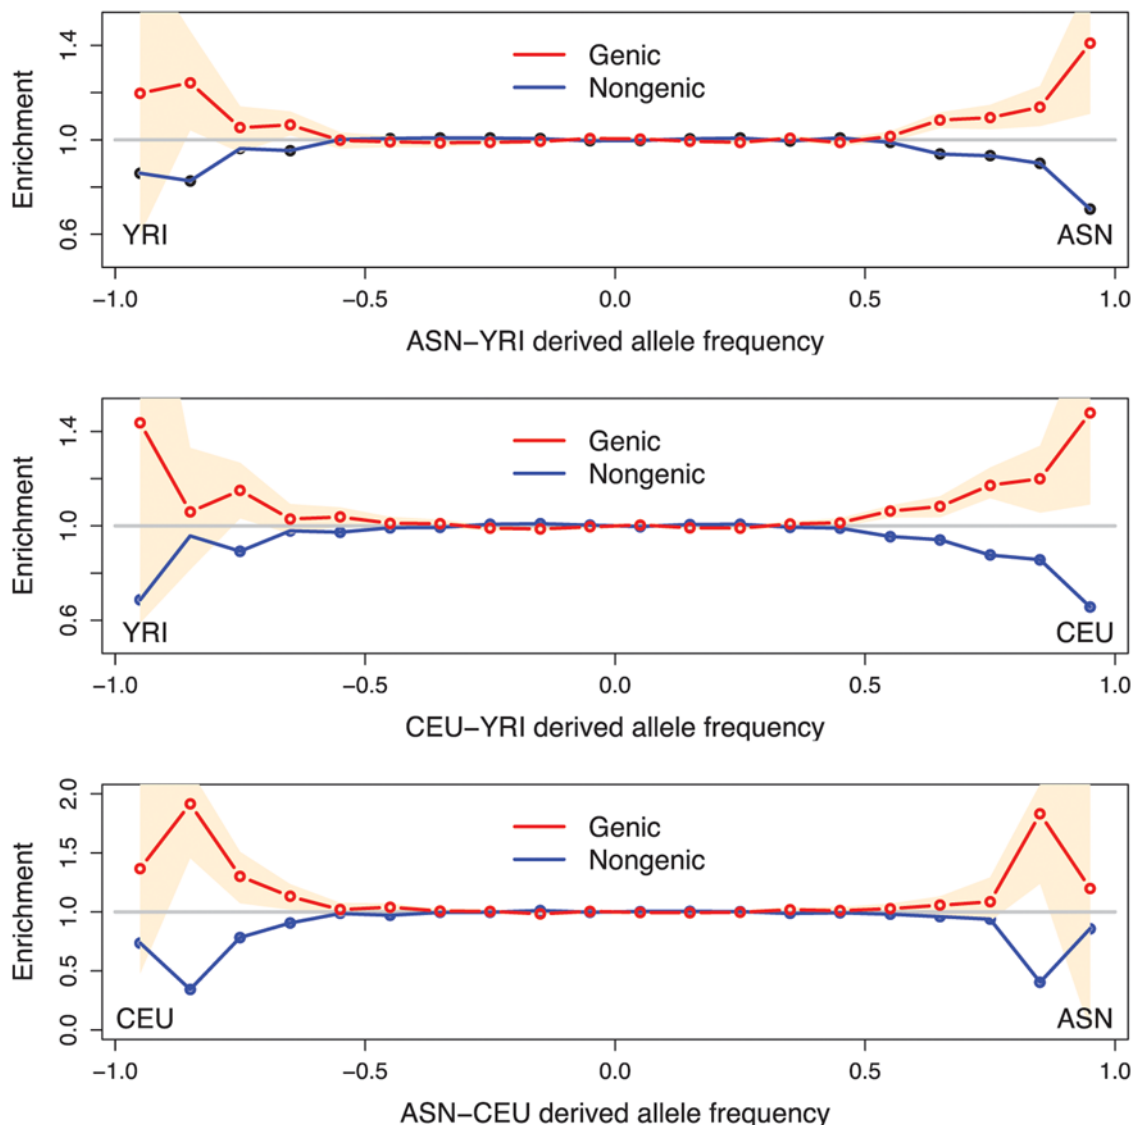 Enrichment
1.4
1.0
0.6
Genic
Nongenic
YRI
ASN
−1.0 −0.5 0.0 0.5 1.0
ASN−YRI derived allele frequency
Enrichment
1.4
1.0
0.6
Genic
Nongenic
YRI
CEU
−1.0 −0.5 0.0 0.5 1.0
CEU−YRI derived allele frequency
Enrichment
2.0
1.5
1.0
0.5
0.0
Genic
Nongenic
CEU
ASN
−1.0 −0.5 0.0 0.5 1.0
ASN−CEU derived allele frequency